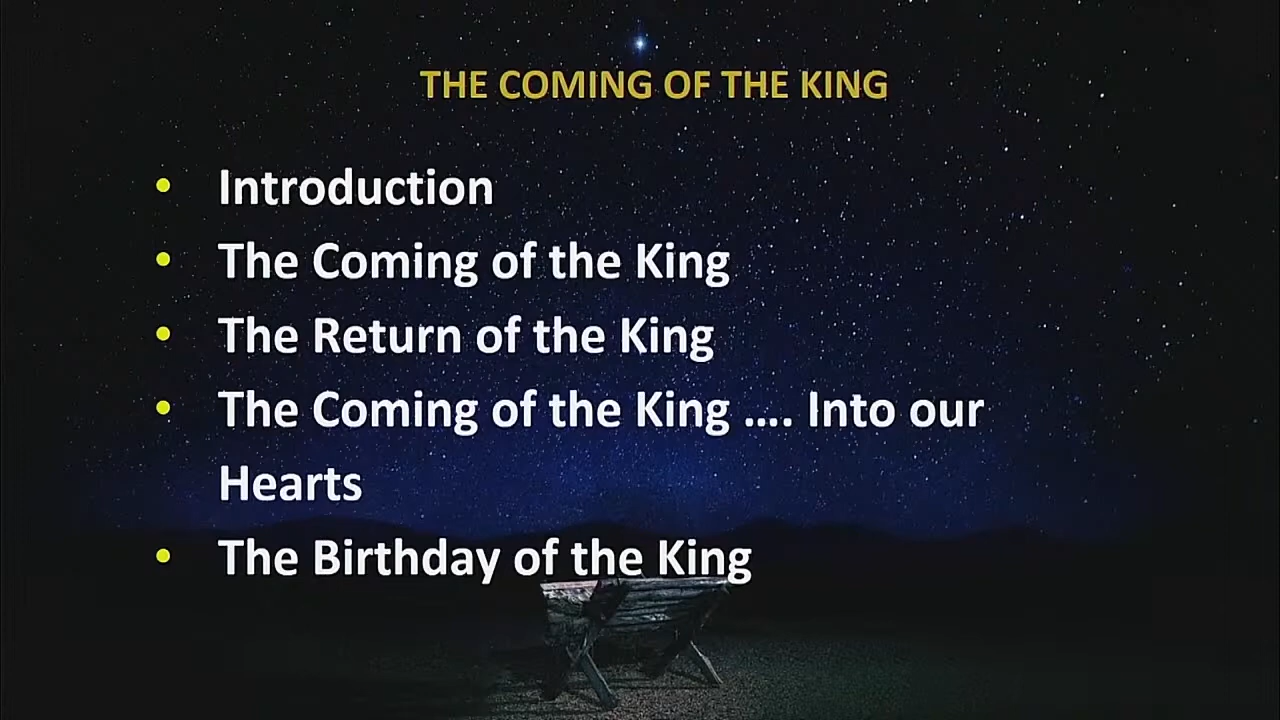 THE COMING OF THE KING
• Introduction
• The Coming of the King
• The Return of the King
• The Coming of the King .... Into our
Hearts
• The Birthday of the King